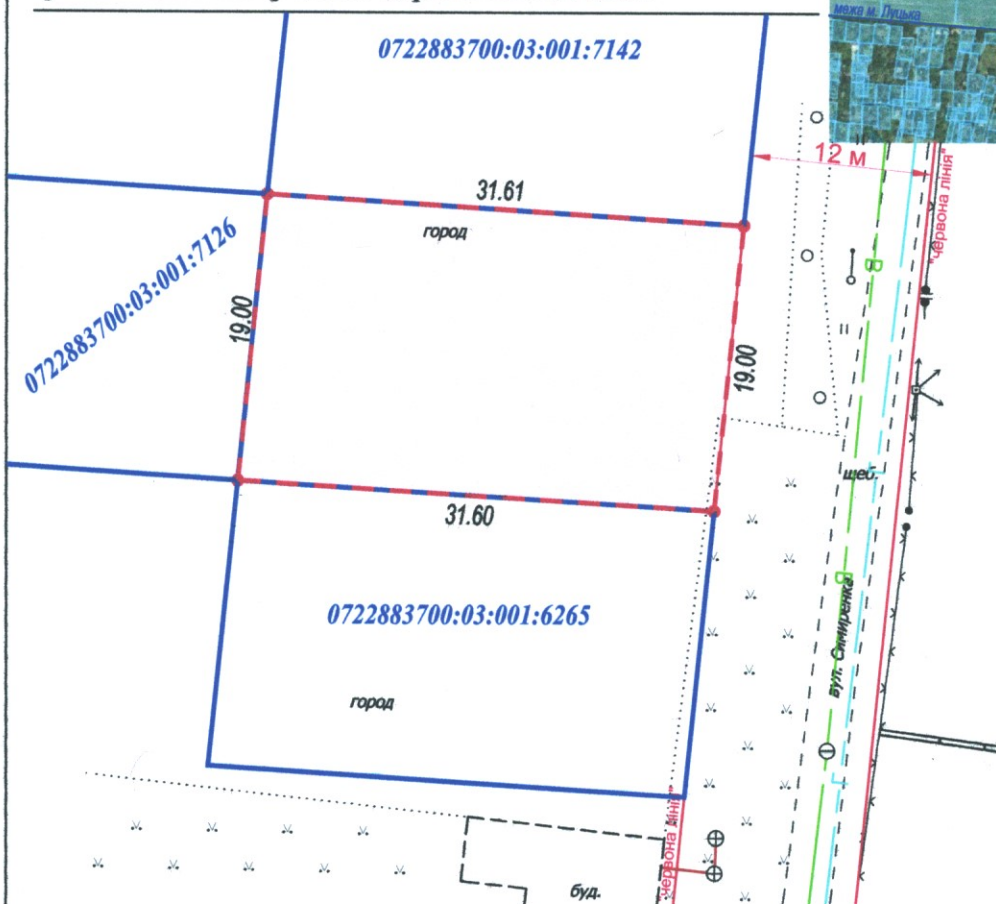 межа м. Луцька
0722883700:03:001:7142
12 м
"червона лінія"
31.61
город
0722883700:03:001:7126
19.00
19.00
В
31.60
щеб.
0722883700:03:001:6265
В
вул. Симиренка
город
"червона лінія"
буд.